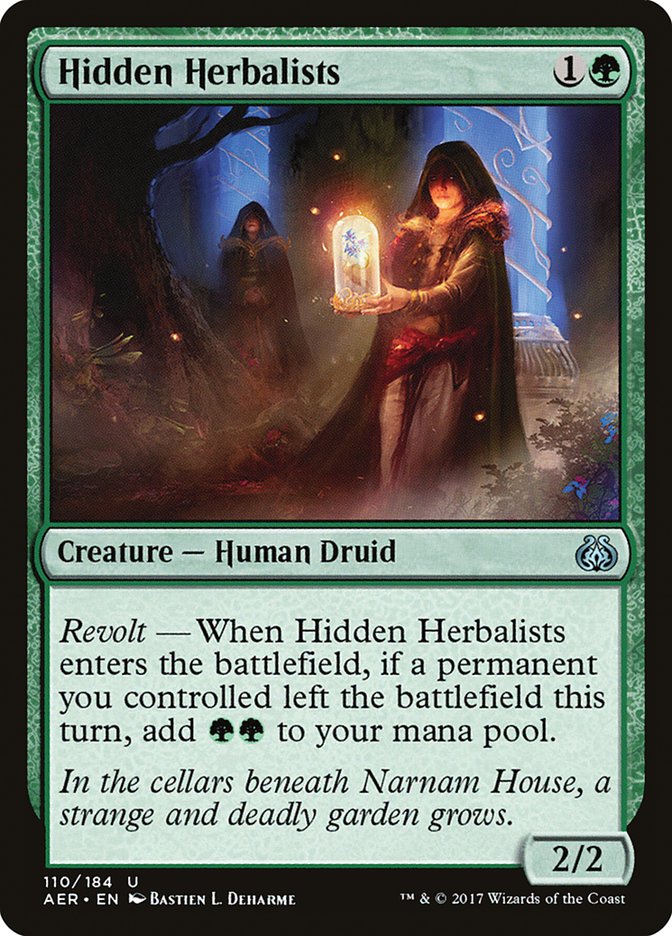 Hidden Herbalists 1
Creature — Human Druid
Revolt — When Hidden Herbalists
enters the battlefield, if a permanent
you controlled left the battlefield this
turn, add to your mana pool.
In the cellars beneath Narnam House, a
strange and deadly garden grows.
2/2
110/184 U
AER • EN Bastien L. Deharme
™ & © 2017 Wizards of the Coast